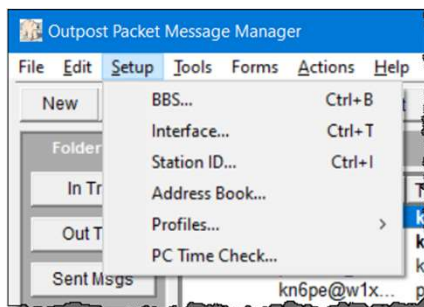 Outpost Packet Message Manager
File Edit Setup Tools Forms Actions Help
New
BBS... Ctrl+B
Interface... Ctrl+T
Folder
Station ID... Ctrl+I
In Tr
Address Book...
Out T
Profiles... >
PC Time Check...
Sent Msgs
kn6pe@w1x...